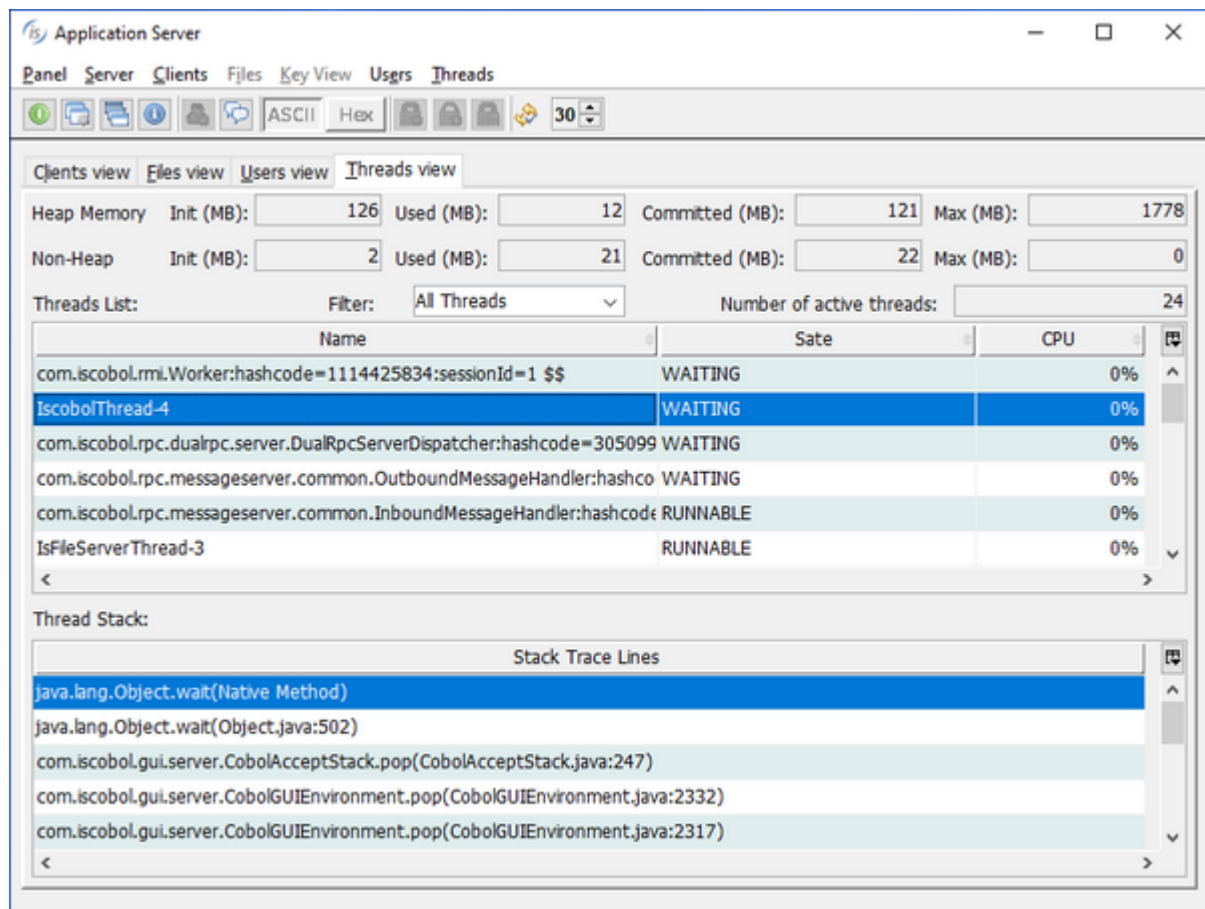 is Application Server
Panel Server Clients Files Key View Users Threads
ASCII Hex 30
Clients view Files view Users view Threads view
Heap Memory Init (MB): 126 Used (MB): 12 Committed (MB): 121 Max (MB): 1778
Non-Heap Init (MB): 2 Used (MB): 21 Committed (MB): 22 Max (MB): 0
Threads List: Filter: All Threads Number of active threads: 24
Name Sate CPU
com.iscobol.rmi.Worker:hashcode=1114425834:sessionId=1 $$ WAITING 0%
IscobolThread-4 WAITING 0%
com.iscobol.rpc.dualrpc.server.DualRpcServerDispatcher:hashcode=305099 WAITING 0%
com.iscobol.rpc.messageserver.common.OutboundMessageHandler:hashco WAITING 0%
com.iscobol.rpc.messageserver.common.InboundMessageHandler:hashcode RUNNABLE 0%
IsFileServerThread-3 RUNNABLE 0%
Thread Stack:
Stack Trace Lines
java.lang.Object.wait(Native Method)
java.lang.Object.wait(Object.java:502)
com.iscobol.gui.server.CobolAcceptStack.pop(CobolAcceptStack.java:247)
com.iscobol.gui.server.CobolGUIEnvironment.pop(CobolGUIEnvironment.java:2332)
com.iscobol.gui.server.CobolGUIEnvironment.pop(CobolGUIEnvironment.java:2317)